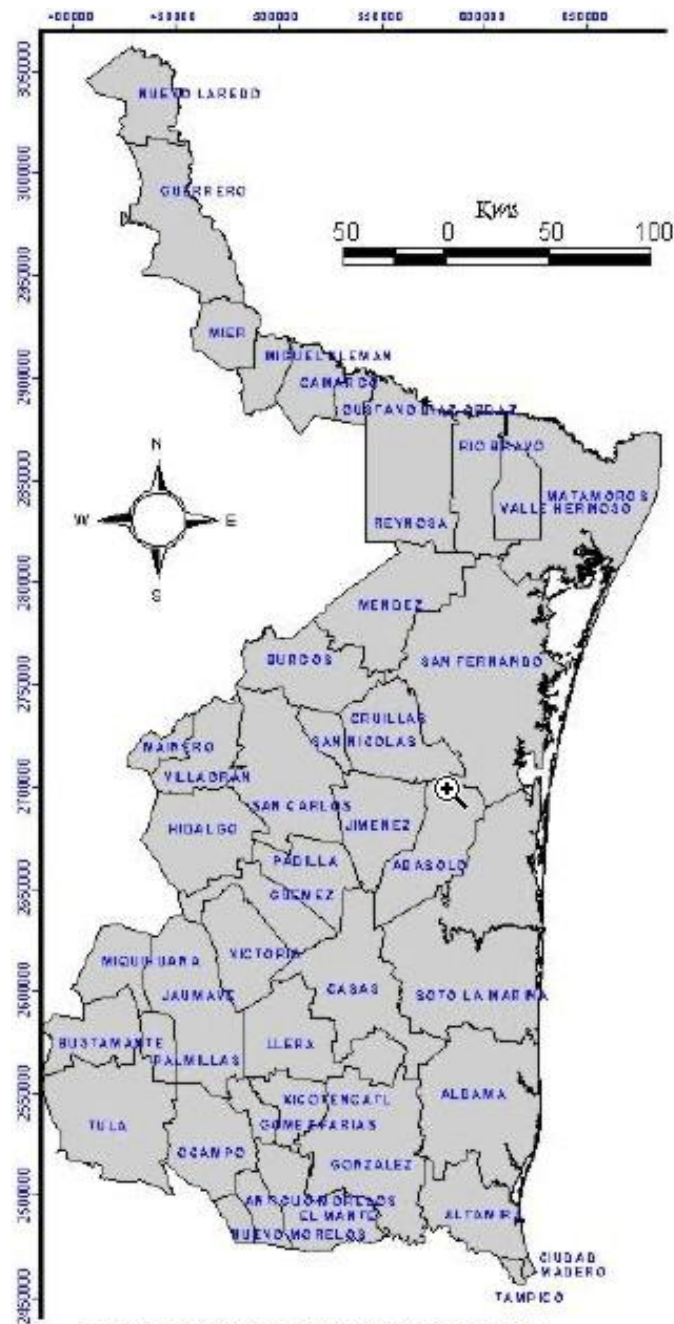 400000 450000 500000 550000 600000 650000
3050000
NUEVO LAREDO
3000000
GUERRERO
Kms
50 0 50 100
2950000
MIER
MIGUEL ALEMAN
2900000
CAMARGO
GUSTAVO DIAZ ORDAZ
RIO BRAVO
N
2850000
MATAMOROS
VALLE HERMOSO
W E
REYNOSA
S
2800000
MENDEZ
BURGOS
SAN FERNANDO
2750000
CRUILLAS
SAN NICOLAS
MAINERO
VILLAGRAN
2700000
SAN CARLOS
HIDALGO
JIMENEZ
PADILLA
ABASOLO
2650000
GUEMEZ
VICTORIA
MIQUIHUANA
2600000
CASAS
JAUMAVE
SOTO LA MARINA
BUSTAMANTE
LLERA
PALMILLAS
2550000
XICOTENCATL
ALDAMA
TULA
GOMEZ FARIAS
OCAMPO
GONZALEZ
2500000
ANTIGUO MORELOS
EL MANTE
ALTAMIR
NUEVO MORELOS
CIUDAD
MADERO
2450000
TAMPICO